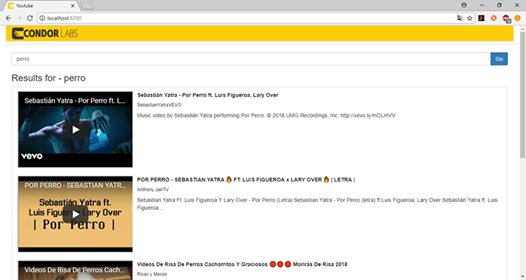 Youtube
localhost:4200
CONDOR LABS
perro
Go
Results for - perro
Sebastián Yatra - Por Perro ft. L...
vevo
Sebastián Yatra - Por Perro ft. Luis Figueroa, Lary Over
SebastianYatraVEVO
Music video by Sebastián Yatra performing Por Perro. © 2018 UMG Recordings, Inc. http://vevo.ly/mDLmVV
POR PERRO - SEBASTIAN YATR...
Sebastián Yatra ft.
Luis Figueroa Lary Over
| Por Perro |
POR PERRO - SEBASTIAN YATRA 🔥 FT. LUIS FIGUEROA x LARY OVER 🔥 | LETRA |
Anthony JairTV
Sebastian Yatra Ft. Luis Figueroa Y Lary Over - Por Perro (Letra) Sebastian Yatra - Por Perro (letra) ft Luis Figueroa, Lary Over Sebastián Yatra ft. Luis
Figueroa ...
Videos De Risa De Perros Cach...
Videos De Risa De Perros Cachorritos Y Graciosos 🔴🔴🔴 Morirás De Risa 2018
Risas y Mecos